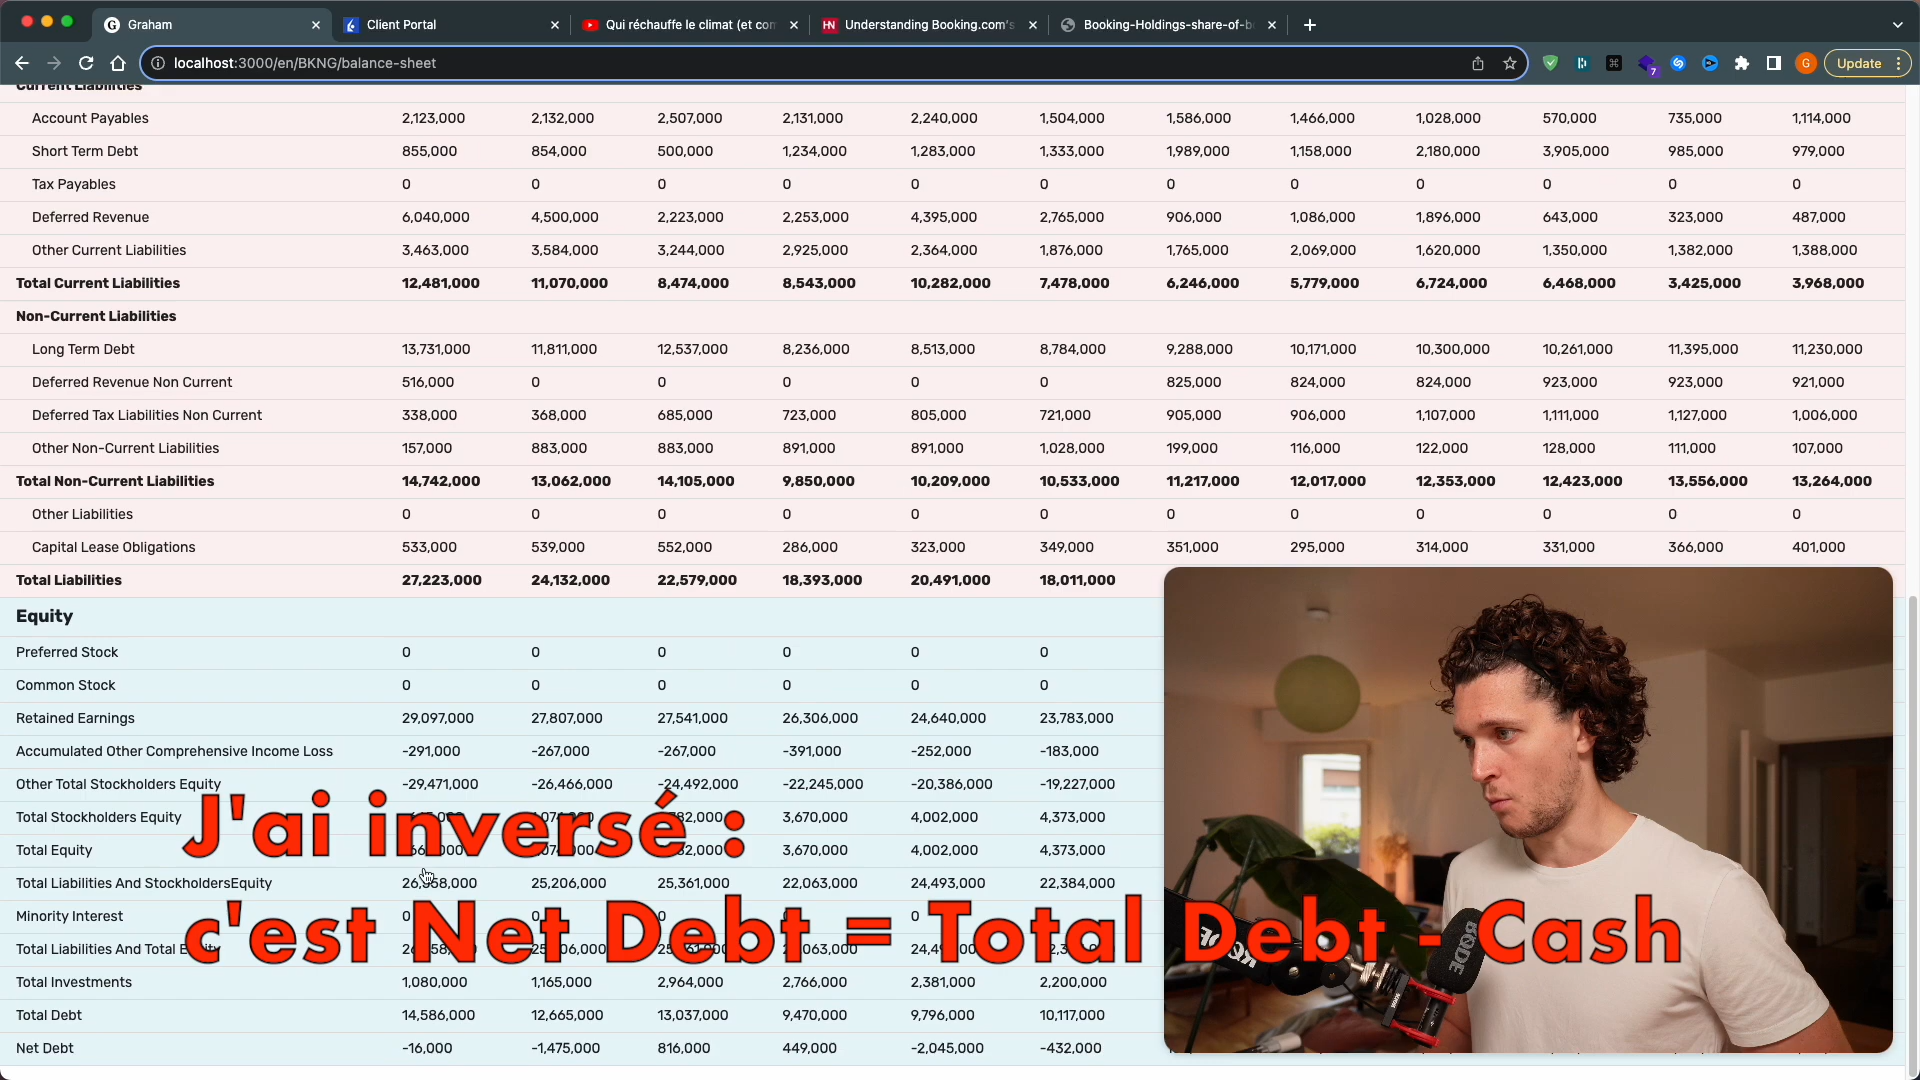 Graham
Client Portal
Qui réchauffe le climat (et com
HN Understanding Booking.com's
Booking-Holdings-share-of-b
localhost:3000/en/BKNG/balance-sheet
7
G
Update
Current Liabilities
Account Payables 2,123,000 2,132,000 2,507,000 2,131,000 2,240,000 1,504,000 1,586,000 1,466,000 1,028,000 570,000 735,000 1,114,000
Short Term Debt 855,000 854,000 500,000 1,234,000 1,283,000 1,333,000 1,989,000 1,158,000 2,180,000 3,905,000 985,000 979,000
Tax Payables 0 0 0 0 0 0 0 0 0 0 0 0
Deferred Revenue 6,040,000 4,500,000 2,223,000 2,253,000 4,395,000 2,765,000 906,000 1,086,000 1,896,000 643,000 323,000 487,000
Other Current Liabilities 3,463,000 3,584,000 3,244,000 2,925,000 2,364,000 1,876,000 1,765,000 2,069,000 1,620,000 1,350,000 1,382,000 1,388,000
Total Current Liabilities 12,481,000 11,070,000 8,474,000 8,543,000 10,282,000 7,478,000 6,246,000 5,779,000 6,724,000 6,468,000 3,425,000 3,968,000
Non-Current Liabilities
Long Term Debt 13,731,000 11,811,000 12,537,000 8,236,000 8,513,000 8,784,000 9,288,000 10,171,000 10,300,000 10,261,000 11,395,000 11,230,000
Deferred Revenue Non Current 516,000 0 0 0 0 0 825,000 824,000 824,000 923,000 923,000 921,000
Deferred Tax Liabilities Non Current 338,000 368,000 685,000 723,000 805,000 721,000 905,000 906,000 1,107,000 1,111,000 1,127,000 1,006,000
Other Non-Current Liabilities 157,000 883,000 883,000 891,000 891,000 1,028,000 199,000 116,000 122,000 128,000 111,000 107,000
Total Non-Current Liabilities 14,742,000 13,062,000 14,105,000 9,850,000 10,209,000 10,533,000 11,217,000 12,017,000 12,353,000 12,423,000 13,556,000 13,264,000
Other Liabilities 0 0 0 0 0 0 0 0 0 0 0 0
Capital Lease Obligations 533,000 539,000 552,000 286,000 323,000 349,000 351,000 295,000 314,000 331,000 366,000 401,000
Total Liabilities 27,223,000 24,132,000 22,579,000 18,393,000 20,491,000 18,011,000
Equity
Preferred Stock 0 0 0 0 0 0
Common Stock 0 0 0 0 0 0
Retained Earnings 29,097,000 27,807,000 27,541,000 26,306,000 24,640,000 23,783,000
Accumulated Other Comprehensive Income Loss -291,000 -267,000 -267,000 -391,000 -252,000 -183,000
Other Total Stockholders Equity -29,471,000 -26,466,000 -24,492,000 -22,245,000 -20,386,000 -19,227,000
Total Stockholders Equity 3,670,000 4,002,000 4,373,000
J'ai inversé :
Total Equity 3,670,000 4,002,000 4,373,000
Total Liabilities And StockholdersEquity 25,206,000 25,361,000 22,063,000 24,493,000 22,384,000
Minority Interest 0 0 0
c'est Net Debt = Total Debt - Cash
Total Liabilities And Total
Total Investments 1,080,000 1,165,000 2,964,000 2,766,000 2,381,000 2,200,000
Total Debt 14,586,000 12,665,000 13,037,000 9,470,000 9,796,000 10,117,000
Net Debt -16,000 -1,475,000 816,000 449,000 -2,045,000 -432,000
RODE